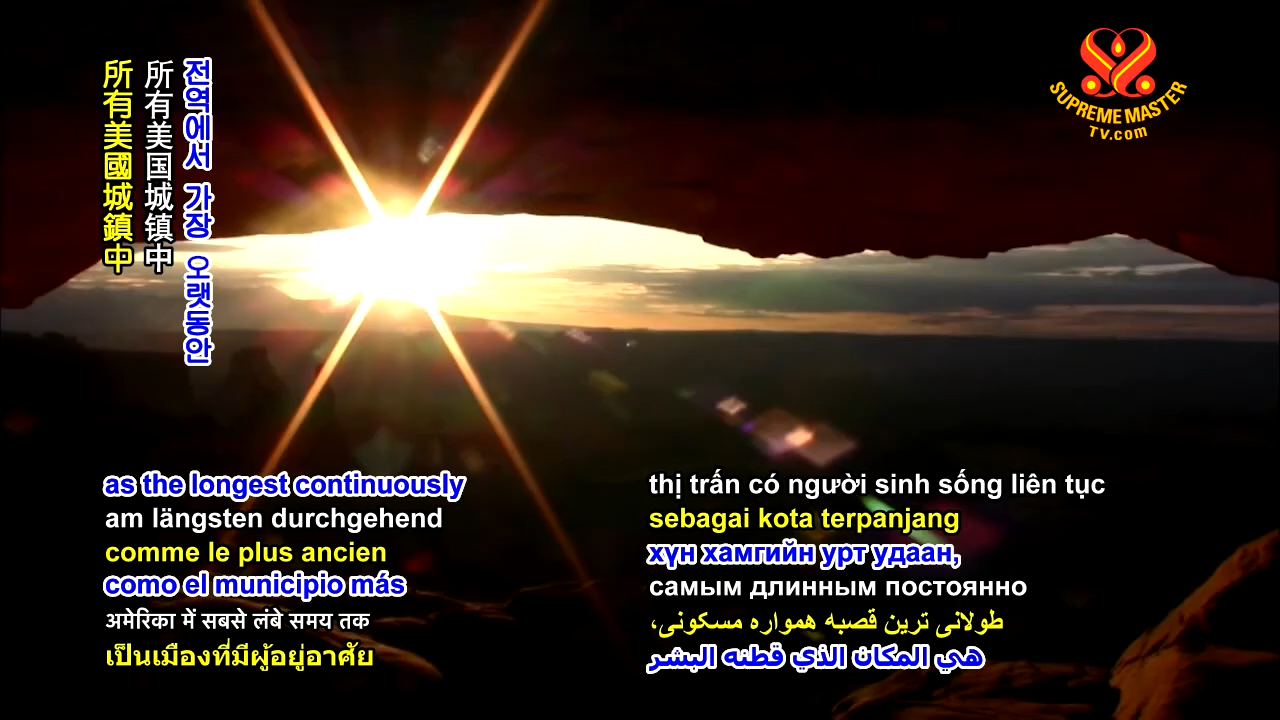 所有美國城鎮中
所有美国城镇中
전역에서 가장 오랫동안
SUPREME MASTER
TV.com
as the longest continuously
am längsten durchgehend
comme le plus ancien
como el municipio más
अमेरिका में सबसे लंबे समय तक
เป็นเมืองที่มีผู้อยู่อาศัย
thị trấn có người sinh sống liên tục
sebagai kota terpanjang
хүн хамгийн урт удаан,
самым длинным постоянно
طولانی ترین قصبه همواره مسکونی،
هي المكان الذي قطنه البشر